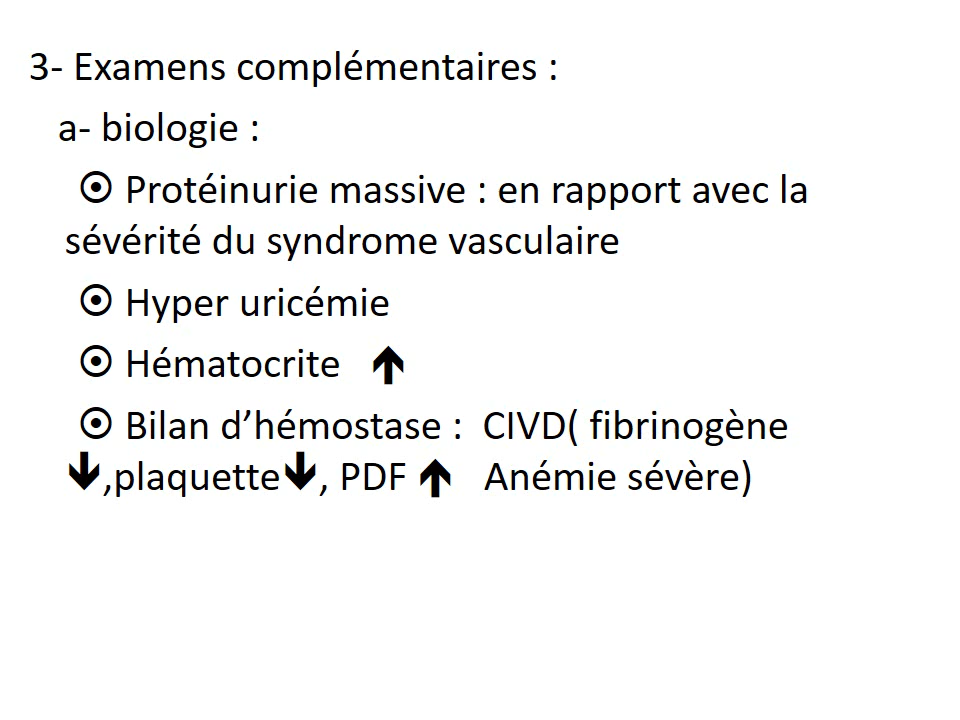 3- Examens complémentaires :
a- biologie :
⦿ Protéinurie massive : en rapport avec la
sévérité du syndrome vasculaire
⦿ Hyper uricémie
⦿ Hématocrite 🡹
⦿ Bilan d’hémostase : CIVD( fibrinogène
🡻,plaquette🡻, PDF 🡹 Anémie sévère)